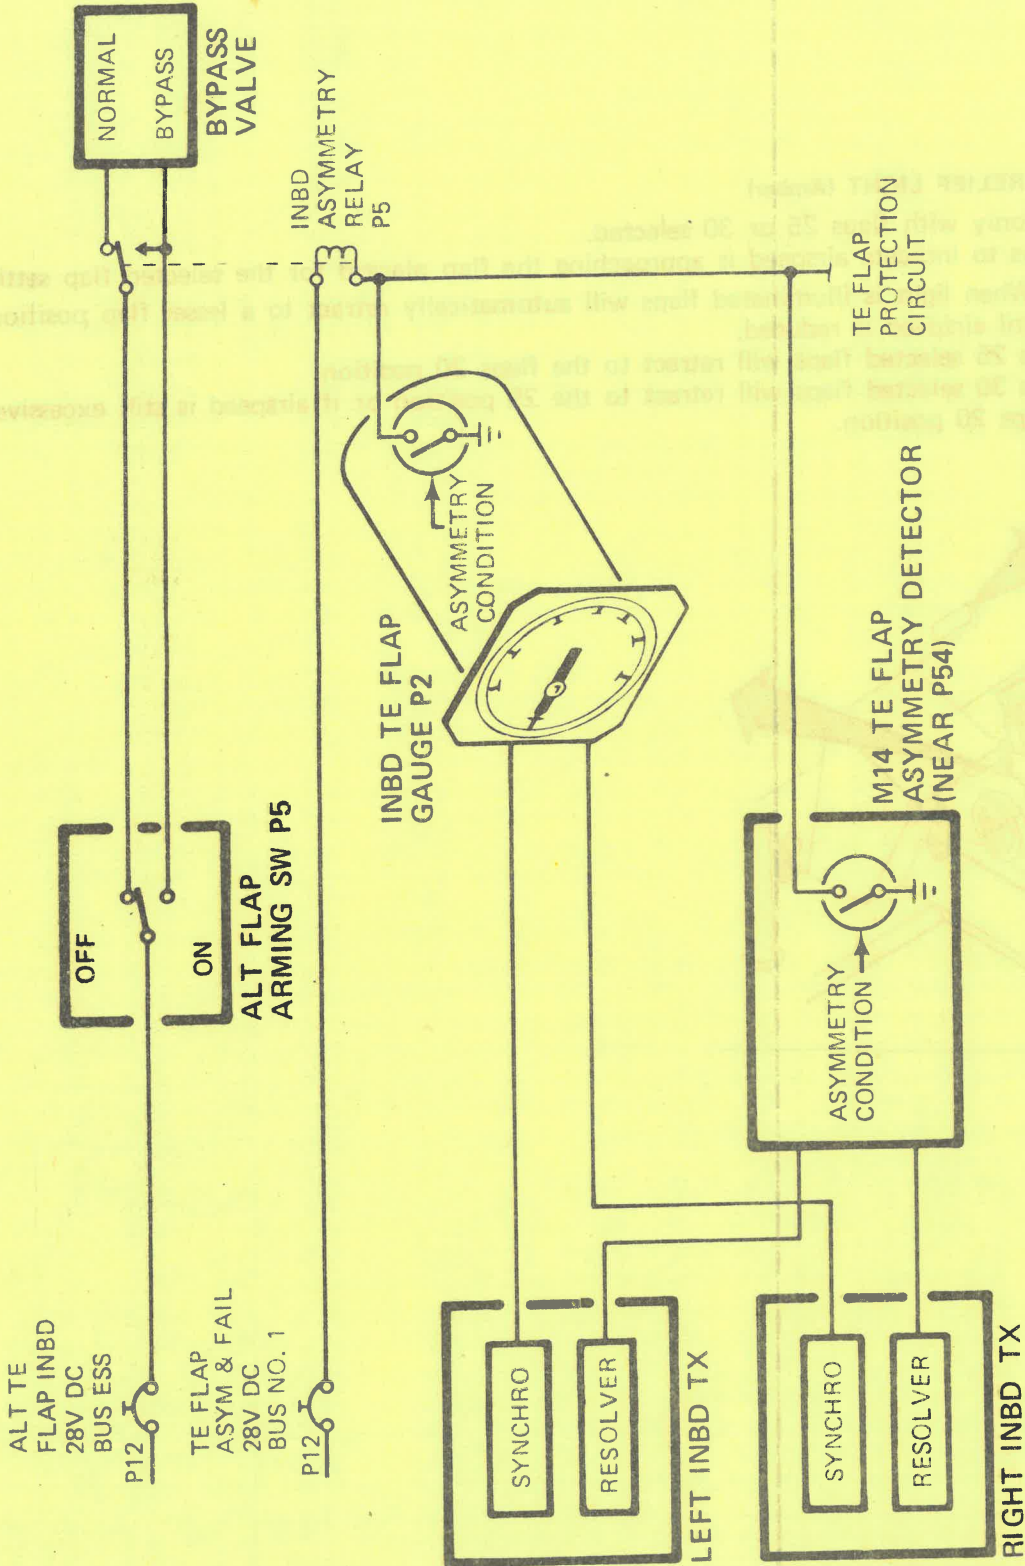 ALT TE
FLAP INBD
28V DC
BUS ESS
P12
OFF
ON
ALT FLAP
ARMING SW P5
NORMAL
BYPASS
BYPASS
VALVE
TE FLAP
ASYM & FAIL
28V DC
BUS NO. 1
P12
INBD
ASYMMETRY
RELAY
P5
INBD TE FLAP
GAUGE P2
ASYMMETRY
CONDITION
SYNCHRO
RESOLVER
LEFT INBD TX
SYNCHRO
RESOLVER
RIGHT INBD TX
ASYMMETRY
CONDITION
M14 TE FLAP
ASYMMETRY DETECTOR
(NEAR P54)
TE FLAP
PROTECTION
CIRCUIT